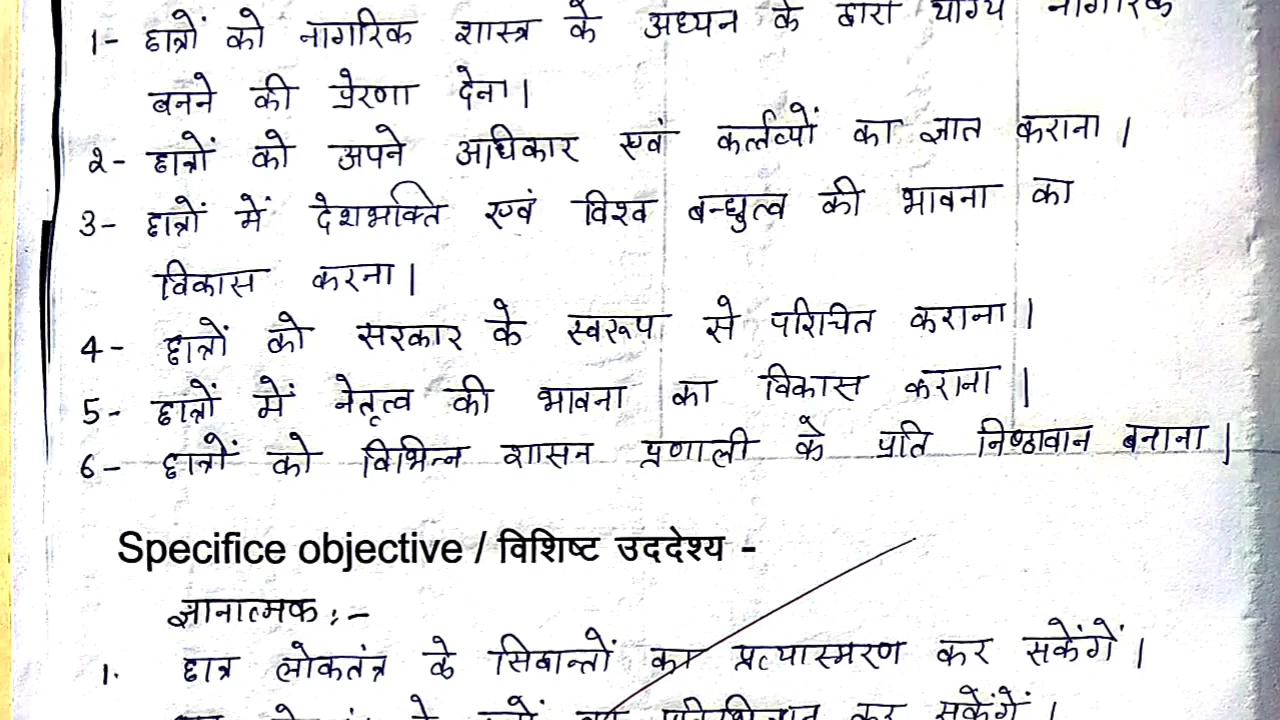 1- छात्रों को नागरिक शास्त्र के अध्यन के द्वारा योग्य नागरिक
बनने की प्रेरणा देना।
2- छात्रों को अपने अधिकार एवं कर्तव्यों का ज्ञात कराना।
3- छात्रों में देशभक्ति एवं विश्व बन्धुत्व की भावना का
विकास करना।
4- छात्रों को सरकार के स्वरूप से परिचित कराना।
5- छात्रों में नेतृत्व की भावना का विकास कराना।
6- छात्रों को विभिन्न शासन प्रणाली के प्रति निष्ठावान बनाना।
Specifice objective / विशिष्ट उददेश्य -
ज्ञानात्मक :-
1. छात्र लोकतंत्र के सिद्धान्तों का प्रत्यास्मरण कर सकेंगें।
कर सकेंगें।